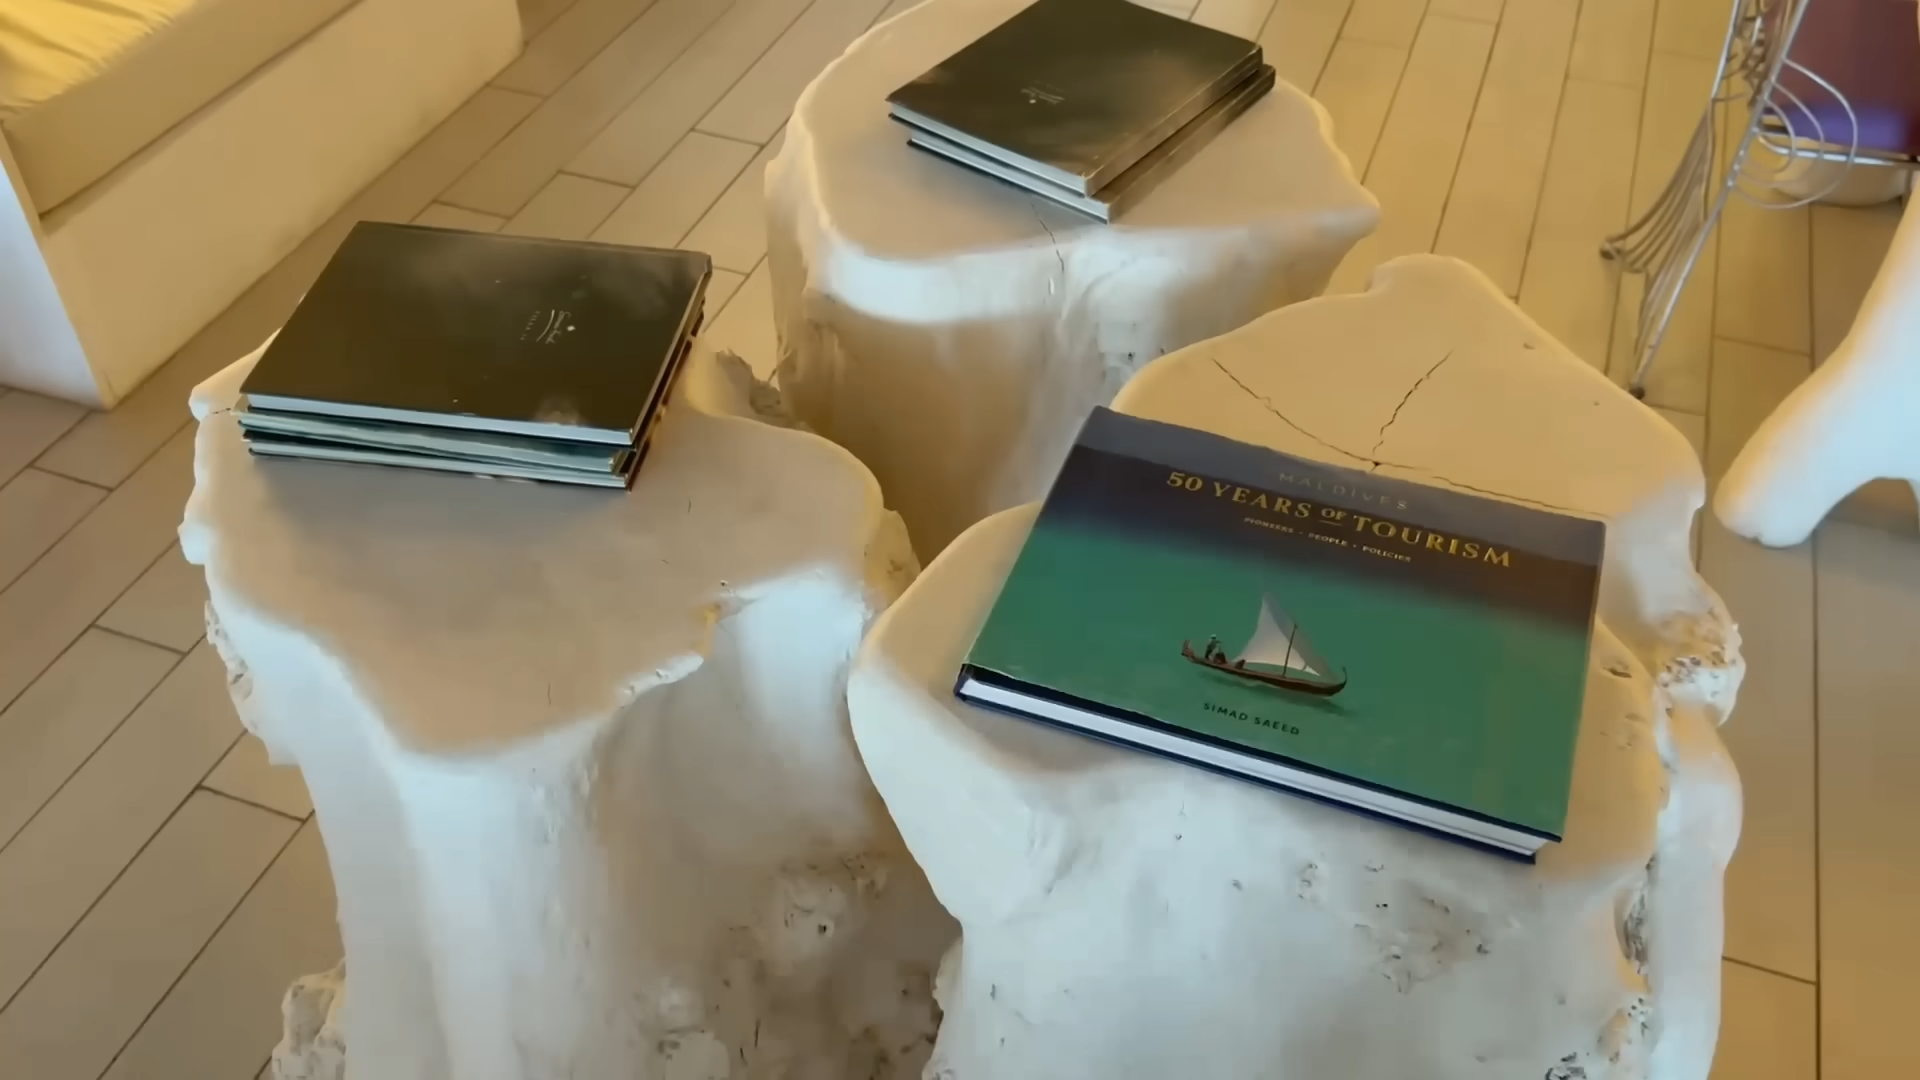 MALDIVES
50 YEARS OF TOURISM
PIONEERS • PEOPLE • POLICIES
SIMAD SAEED